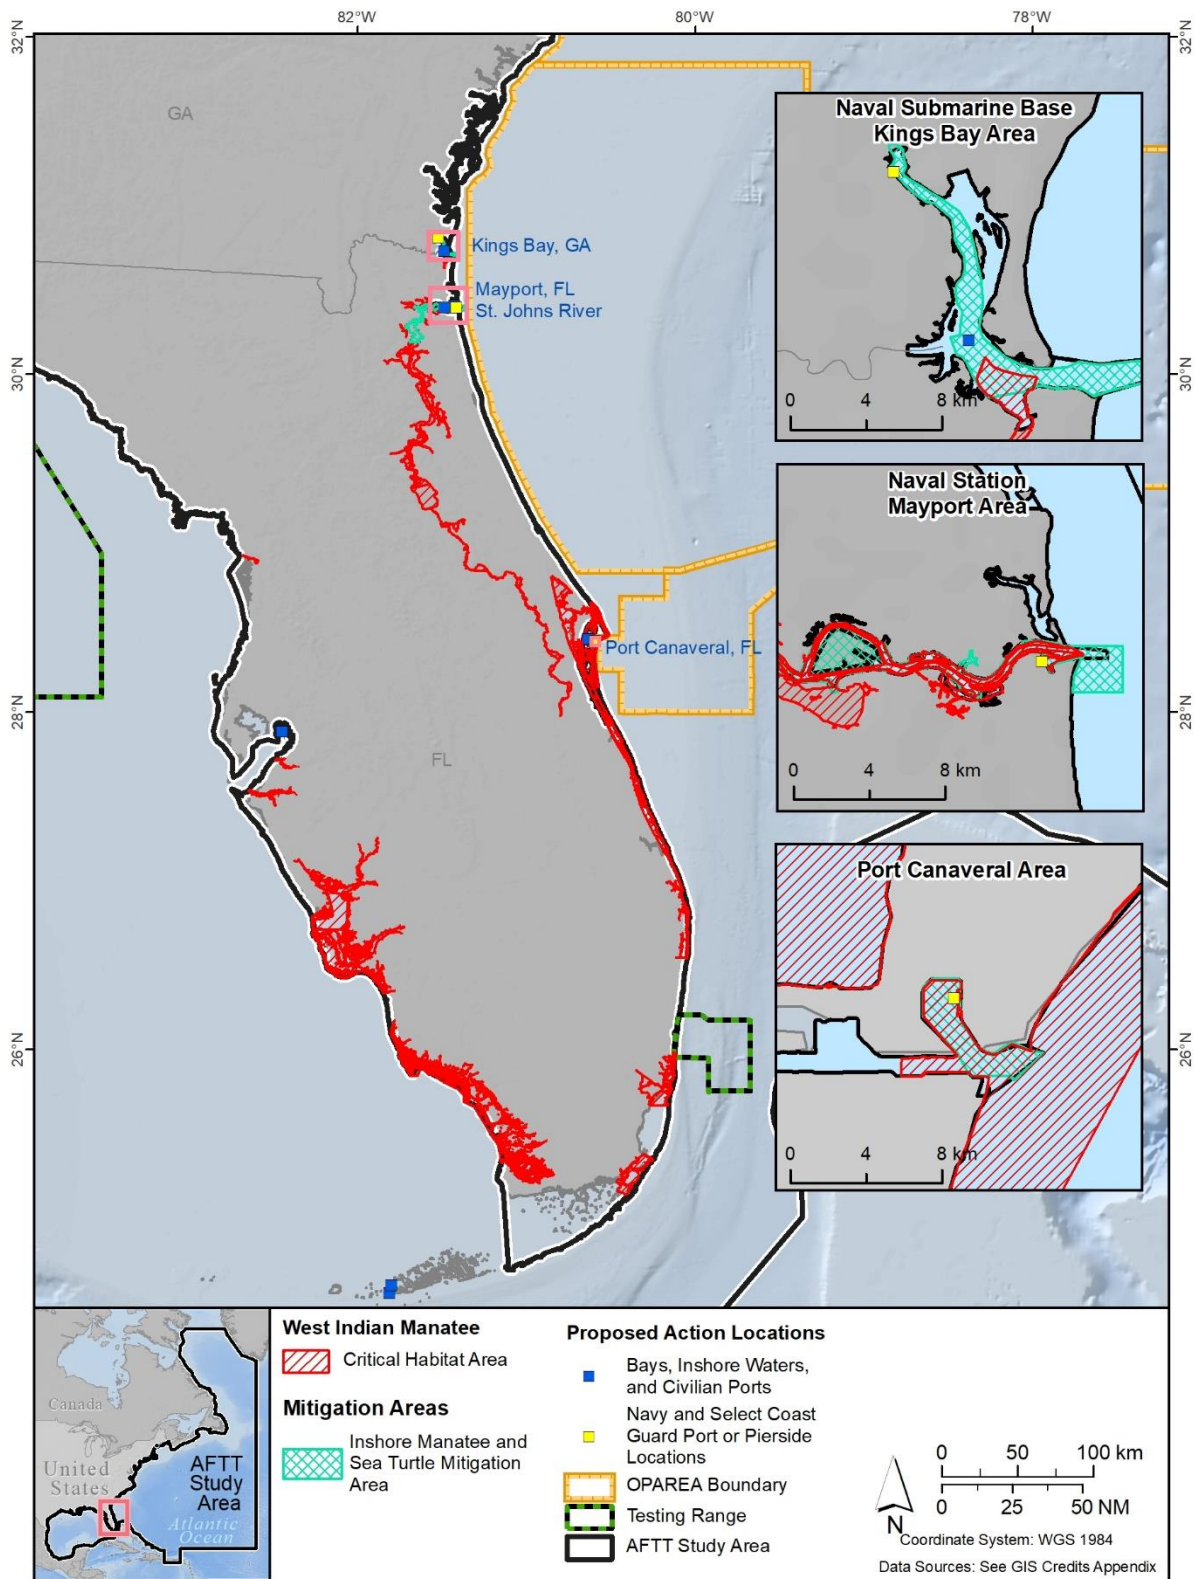 82°W
80°W
78°W
32°N
32°N
GA
Naval Submarine Base
Kings Bay Area
0
4
8 km
Kings Bay, GA
Mayport, FL
St. Johns River
30°N
30°N
Naval Station
Mayport Area
0
4
8 km
Port Canaveral, FL
28°N
28°N
FL
Port Canaveral Area
0
4
8 km
26°N
26°N
Canada
United
States
AFTT
Study
Area
Atlantic
Ocean
West Indian Manatee
Critical Habitat Area
Mitigation Areas
Inshore Manatee and
Sea Turtle Mitigation
Area
Proposed Action Locations
Bays, Inshore Waters,
and Civilian Ports
Navy and Select Coast
Guard Port or Pierside
Locations
OPAREA Boundary
Testing Range
AFTT Study Area
N
0
50
100 km
0
25
50 NM
Coordinate System: WGS 1984
Data Sources: See GIS Credits Appendix